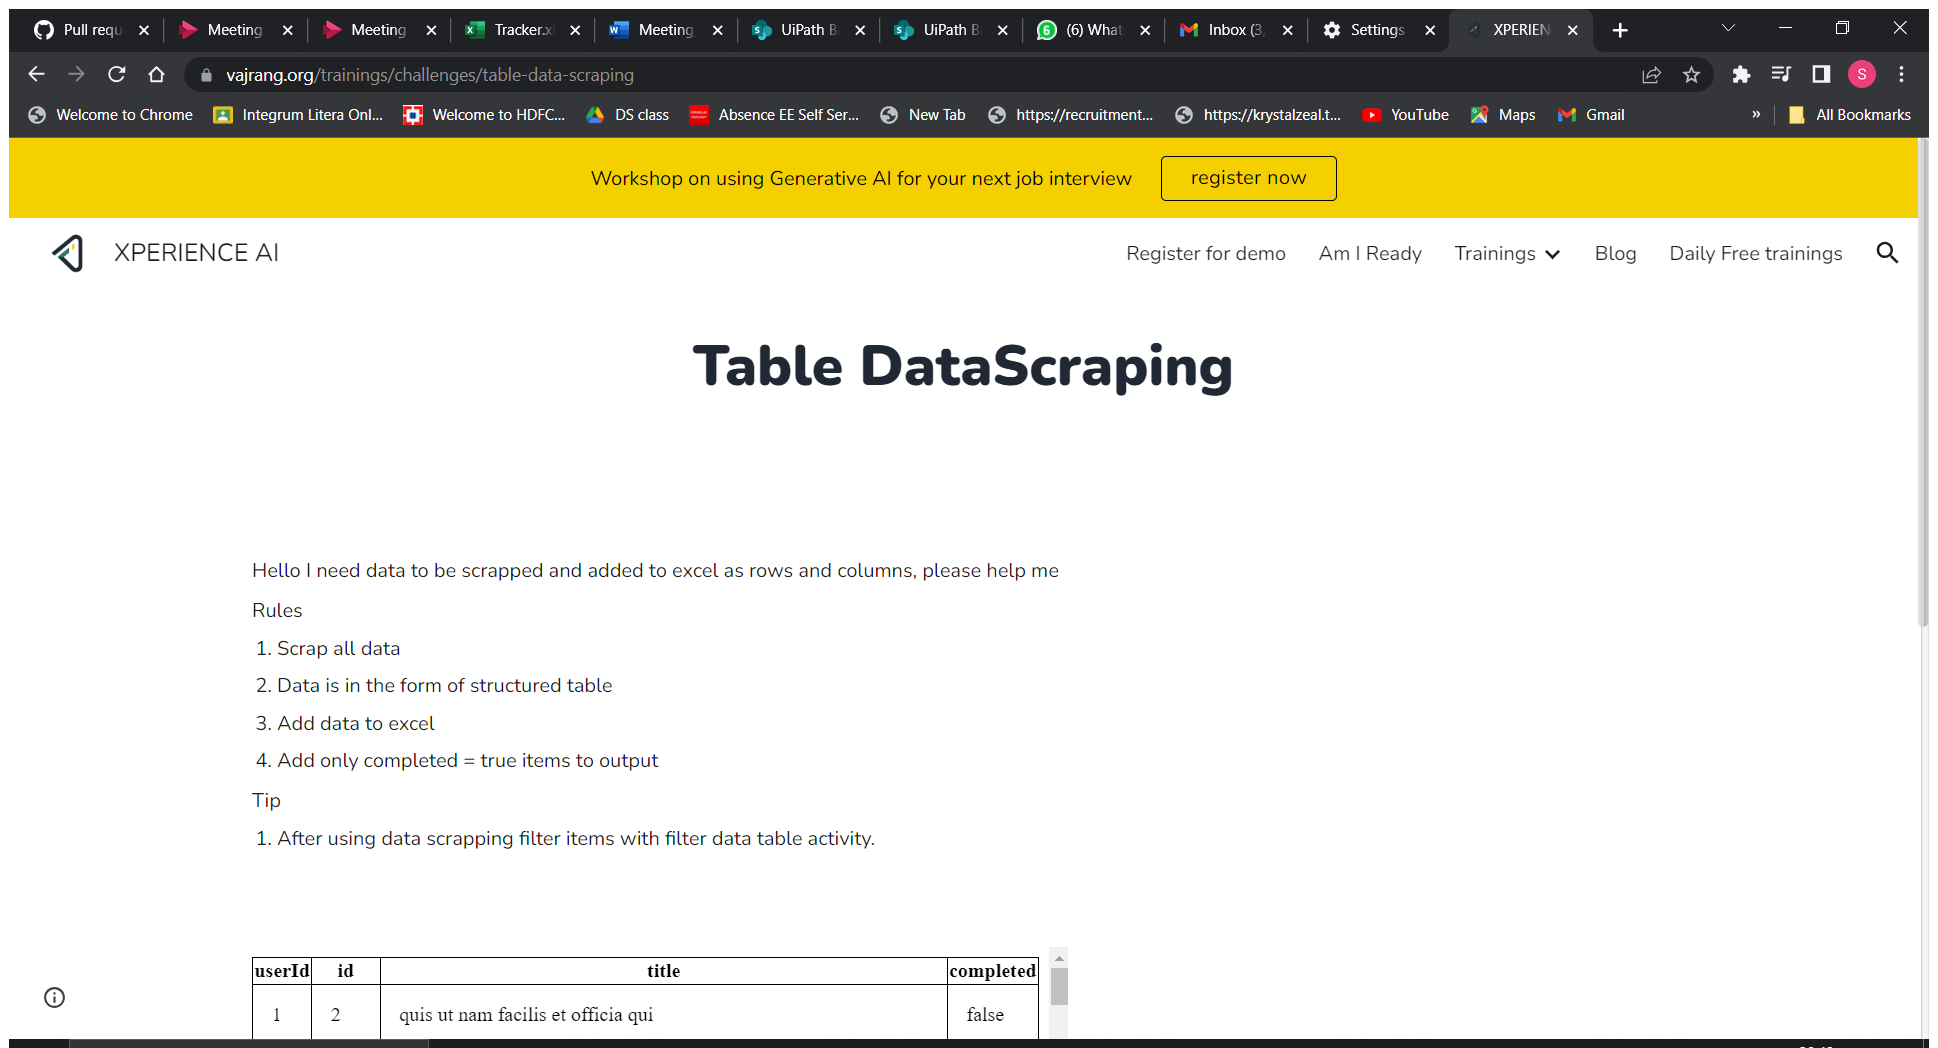 Pull requ Meeting Meeting Tracker.x Meeting UiPath B UiPath B (6) What Inbox (3, Settings XPERIEN
vajrang.org/trainings/challenges/table-data-scraping
Welcome to Chrome Integrum Litera Onl... Welcome to HDFC... DS class Absence EE Self Ser... New Tab https://recruitment... https://krystalzeal.t... YouTube Maps Gmail » All Bookmarks
Workshop on using Generative AI for your next job interview register now
XPERIENCE AI Register for demo Am I Ready Trainings Blog Daily Free trainings
Table DataScraping
Hello I need data to be scrapped and added to excel as rows and columns, please help me
Rules
1. Scrap all data
2. Data is in the form of structured table
3. Add data to excel
4. Add only completed = true items to output
Tip
1. After using data scrapping filter items with filter data table activity.
userId id title completed
1 2 quis ut nam facilis et officia qui false